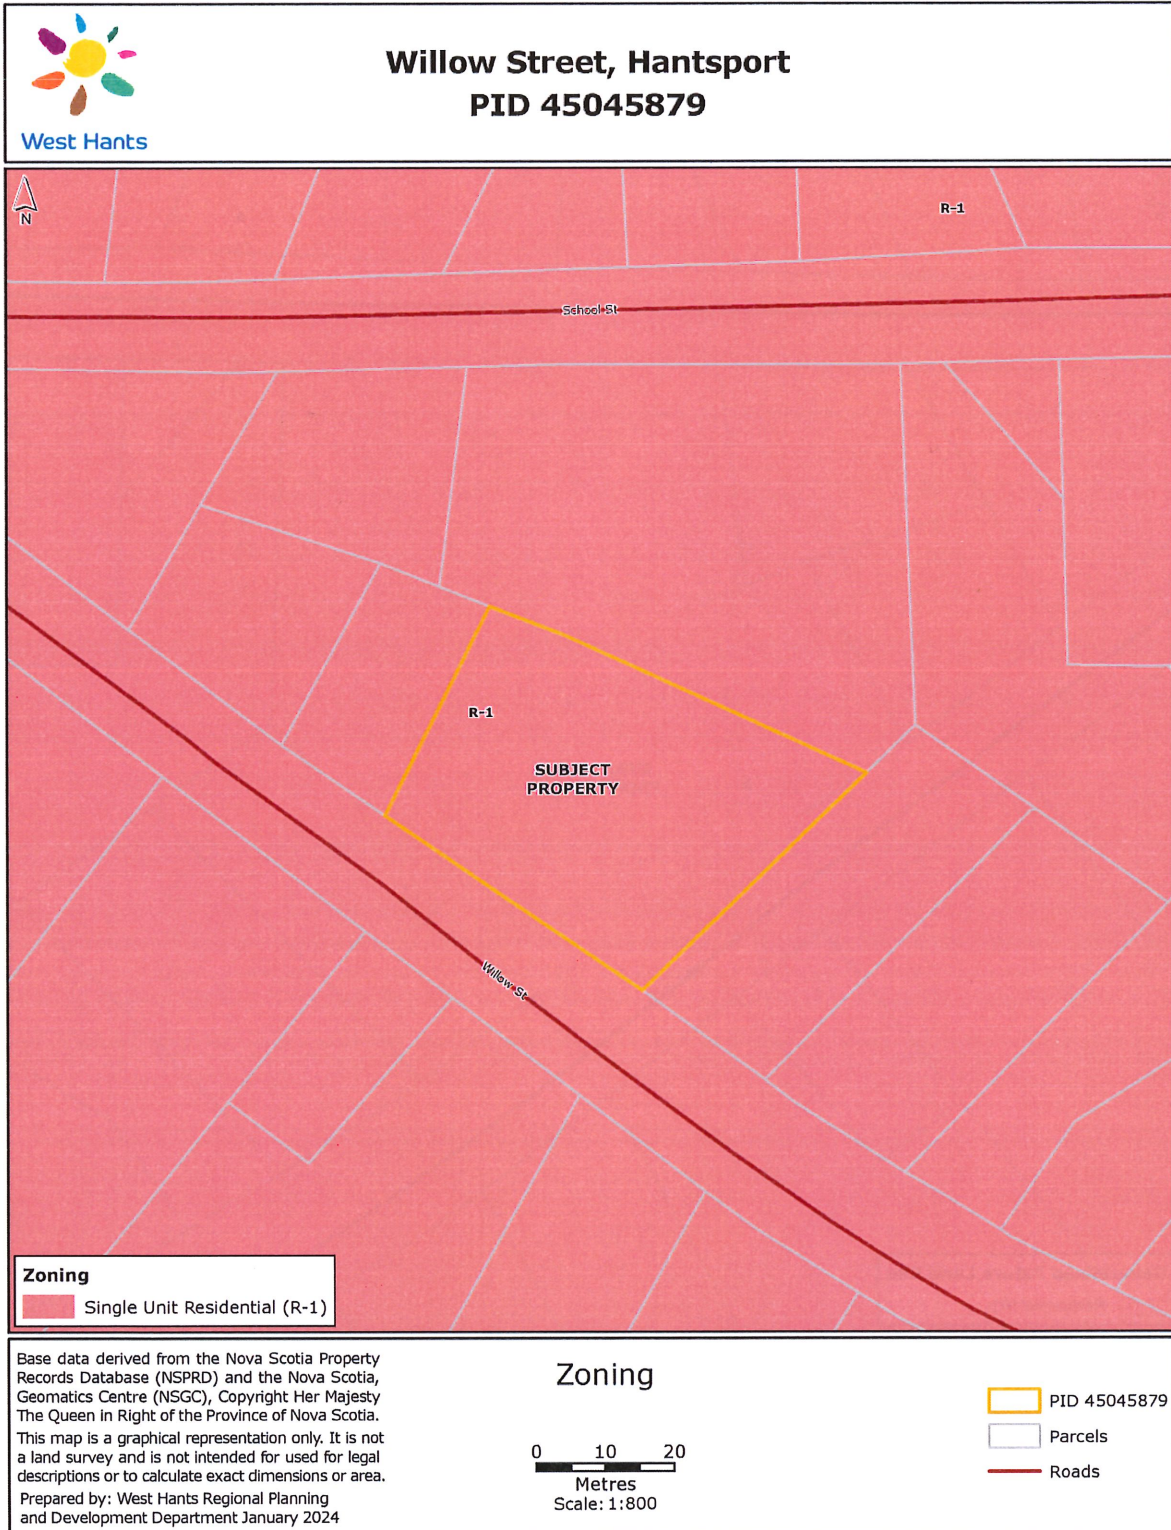 Willow Street, Hantsport
PID 45045879
West Hants
N
R-1
School St
R-1
SUBJECT
PROPERTY
Willow St
Zoning
Single Unit Residential (R-1)
Base data derived from the Nova Scotia Property
Records Database (NSPRD) and the Nova Scotia,
Geomatics Centre (NSGC), Copyright Her Majesty
The Queen in Right of the Province of Nova Scotia.
This map is a graphical representation only. It is not
a land survey and is not intended for used for legal
descriptions or to calculate exact dimensions or area.
Prepared by: West Hants Regional Planning
and Development Department January 2024
Zoning
0 10 20
Metres
Scale: 1:800
PID 45045879
Parcels
Roads